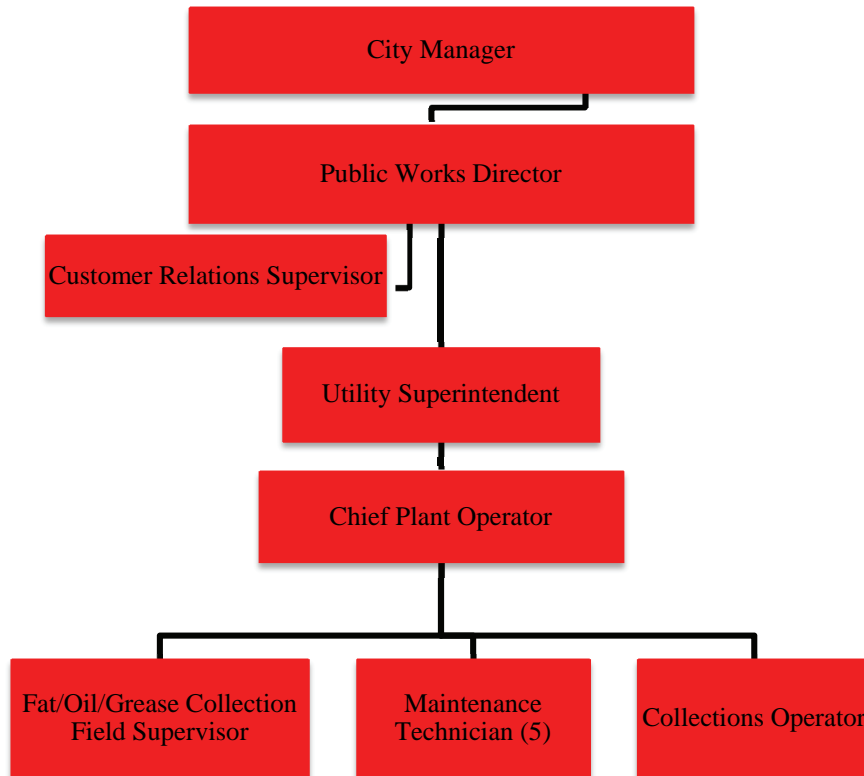 City Manager
Public Works Director
Customer Relations Supervisor
Utility Superintendent
Chief Plant Operator
Fat/Oil/Grease Collection
Field Supervisor
Maintenance
Technician (5)
Collections Operator